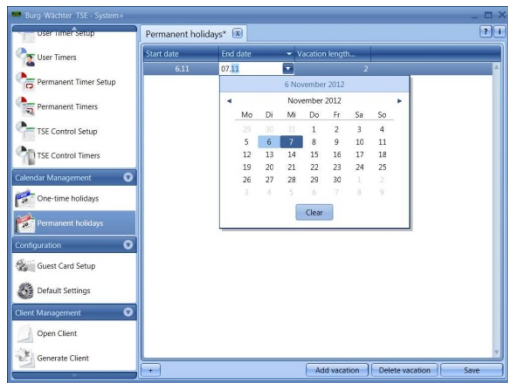 Burg-Wächter TSE - System+
User Timer Setup
User Timers
Permanent Timer Setup
Permanent Timers
TSE Control Setup
TSE Control Timers
Calendar Management
One-time holidays
Permanent holidays
Configuration
Guest Card Setup
Default Settings
Client Management
Open Client
Generate Client
Permanent holidays*
? i
Start date End date Vacation length...
6.11 07.11 2
6 November 2012
November 2012
Mo Di Mi Do Fr Sa So
29 30 31 1 2 3 4
5 6 7 8 9 10 11
12 13 14 15 16 17 18
19 20 21 22 23 24 25
26 27 28 29 30 1 2
3 4 5 6 7 8 9
Clear
+ Add vacation Delete vacation Save